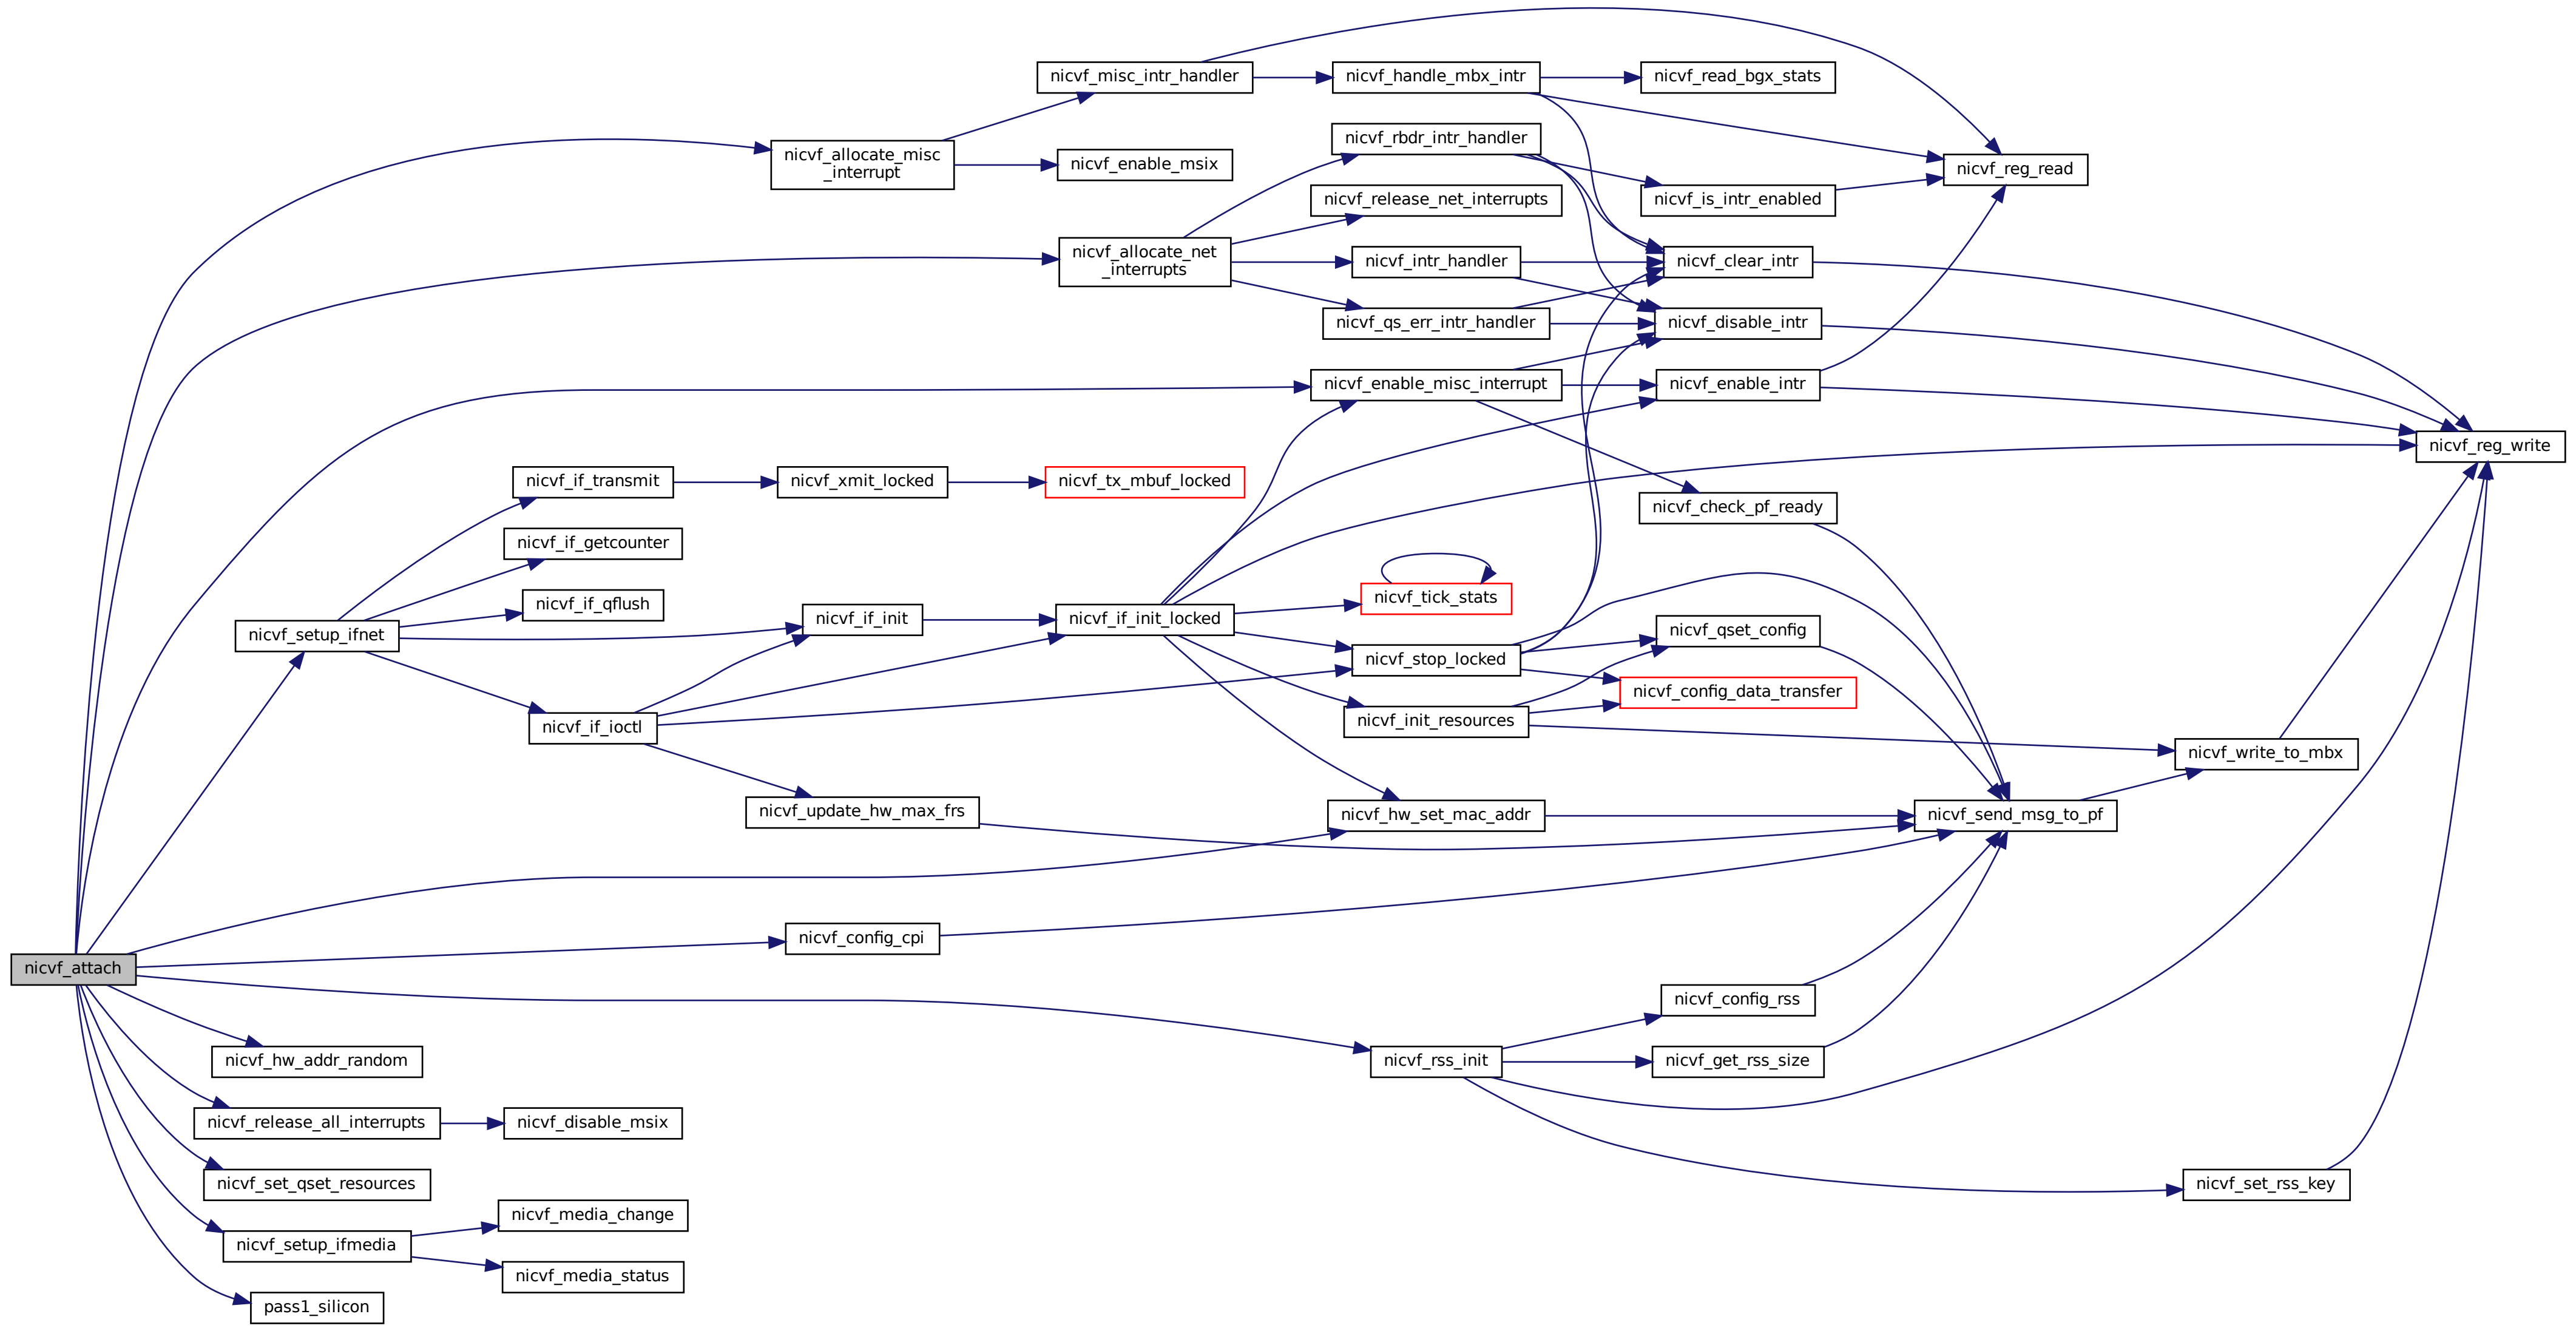 nicvf_misc_intr_handler
nicvf_handle_mbx_intr
nicvf_read_bgx_stats
nicvf_rbdr_intr_handler
nicvf_allocate_misc
_interrupt
nicvf_enable_msix
nicvf_reg_read
nicvf_release_net_interrupts
nicvf_is_intr_enabled
nicvf_allocate_net
_interrupts
nicvf_intr_handler
nicvf_clear_intr
nicvf_qs_err_intr_handler
nicvf_disable_intr
nicvf_enable_misc_interrupt
nicvf_enable_intr
nicvf_reg_write
nicvf_if_transmit
nicvf_xmit_locked
nicvf_tx_mbuf_locked
nicvf_check_pf_ready
nicvf_if_getcounter
nicvf_tick_stats
nicvf_if_qflush
nicvf_if_init
nicvf_if_init_locked
nicvf_setup_ifnet
nicvf_qset_config
nicvf_stop_locked
nicvf_config_data_transfer
nicvf_if_ioctl
nicvf_init_resources
nicvf_write_to_mbx
nicvf_update_hw_max_frs
nicvf_hw_set_mac_addr
nicvf_send_msg_to_pf
nicvf_config_cpi
nicvf_attach
nicvf_config_rss
nicvf_hw_addr_random
nicvf_rss_init
nicvf_get_rss_size
nicvf_release_all_interrupts
nicvf_disable_msix
nicvf_set_qset_resources
nicvf_set_rss_key
nicvf_media_change
nicvf_setup_ifmedia
nicvf_media_status
pass1_silicon